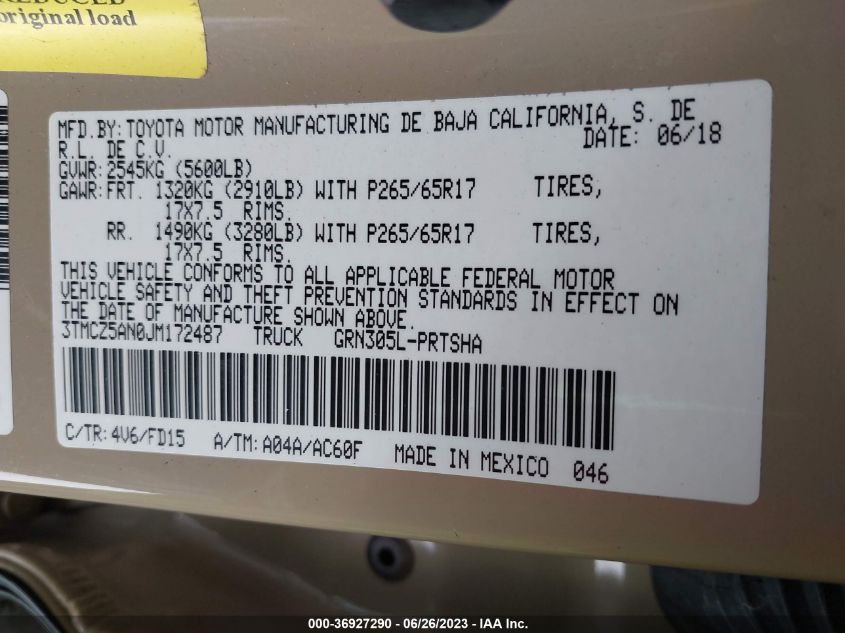 REDUCED
original load
MFD.BY: TOYOTA MOTOR MANUFACTURING DE BAJA CALIFORNIA, S. DE
R.L. DE C.V. DATE: 06/18
GVWR: 2545KG (5600LB)
GAWR: FRT. 1320KG (2910LB) WITH P265/65R17 TIRES,
17X7.5 RIMS.
RR. 1490KG (3280LB) WITH P265/65R17 TIRES,
17X7.5 RIMS.
THIS VEHICLE CONFORMS TO ALL APPLICABLE FEDERAL MOTOR
VEHICLE SAFETY AND THEFT PREVENTION STANDARDS IN EFFECT ON
THE DATE OF MANUFACTURE SHOWN ABOVE.
3TMCZ5AN0JM172487 TRUCK GRN305L-PRTSHA
C/TR: 4V6/FD15 A/TM: A04A/AC60F MADE IN MEXICO 046
000-36927290 - 06/26/2023 - IAA Inc.